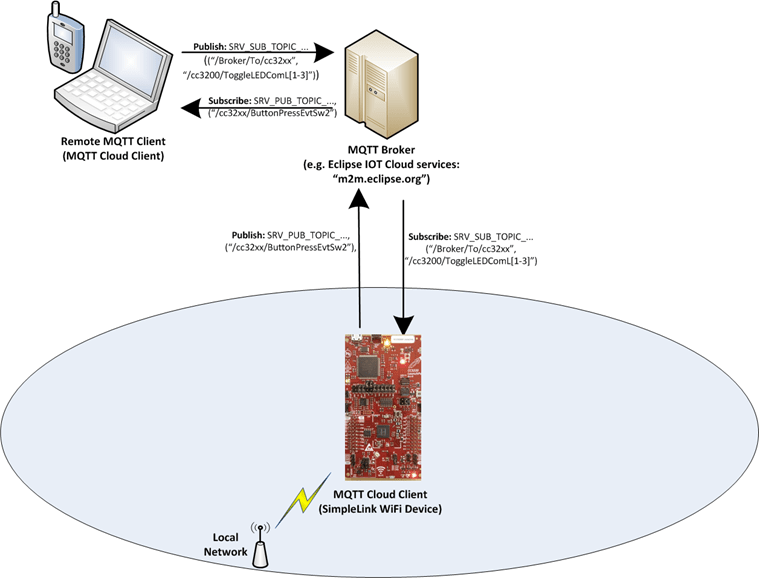 Publish: SRV_SUB_TOPIC_...
((“/Broker/To/cc32xx”,
“/cc3200/ToggleLEDComL[1-3]”))
Subscribe: SRV_PUB_TOPIC_...,
(“/cc32xx/ButtonPressEvtSw2”)
Remote MQTT Client
(MQTT Cloud Client)
MQTT Broker
(e.g. Eclipse IOT Cloud services:
“m2m.eclipse.org”)
Publish: SRV_PUB_TOPIC_...,
(“/cc32xx/ButtonPressEvtSw2”),
Subscribe: SRV_SUB_TOPIC_...
(“/Broker/To/cc32xx”,
“/cc3200/ToggleLEDComL[1-3]”)
MQTT Cloud Client
(SimpleLink WiFi Device)
Local
Network